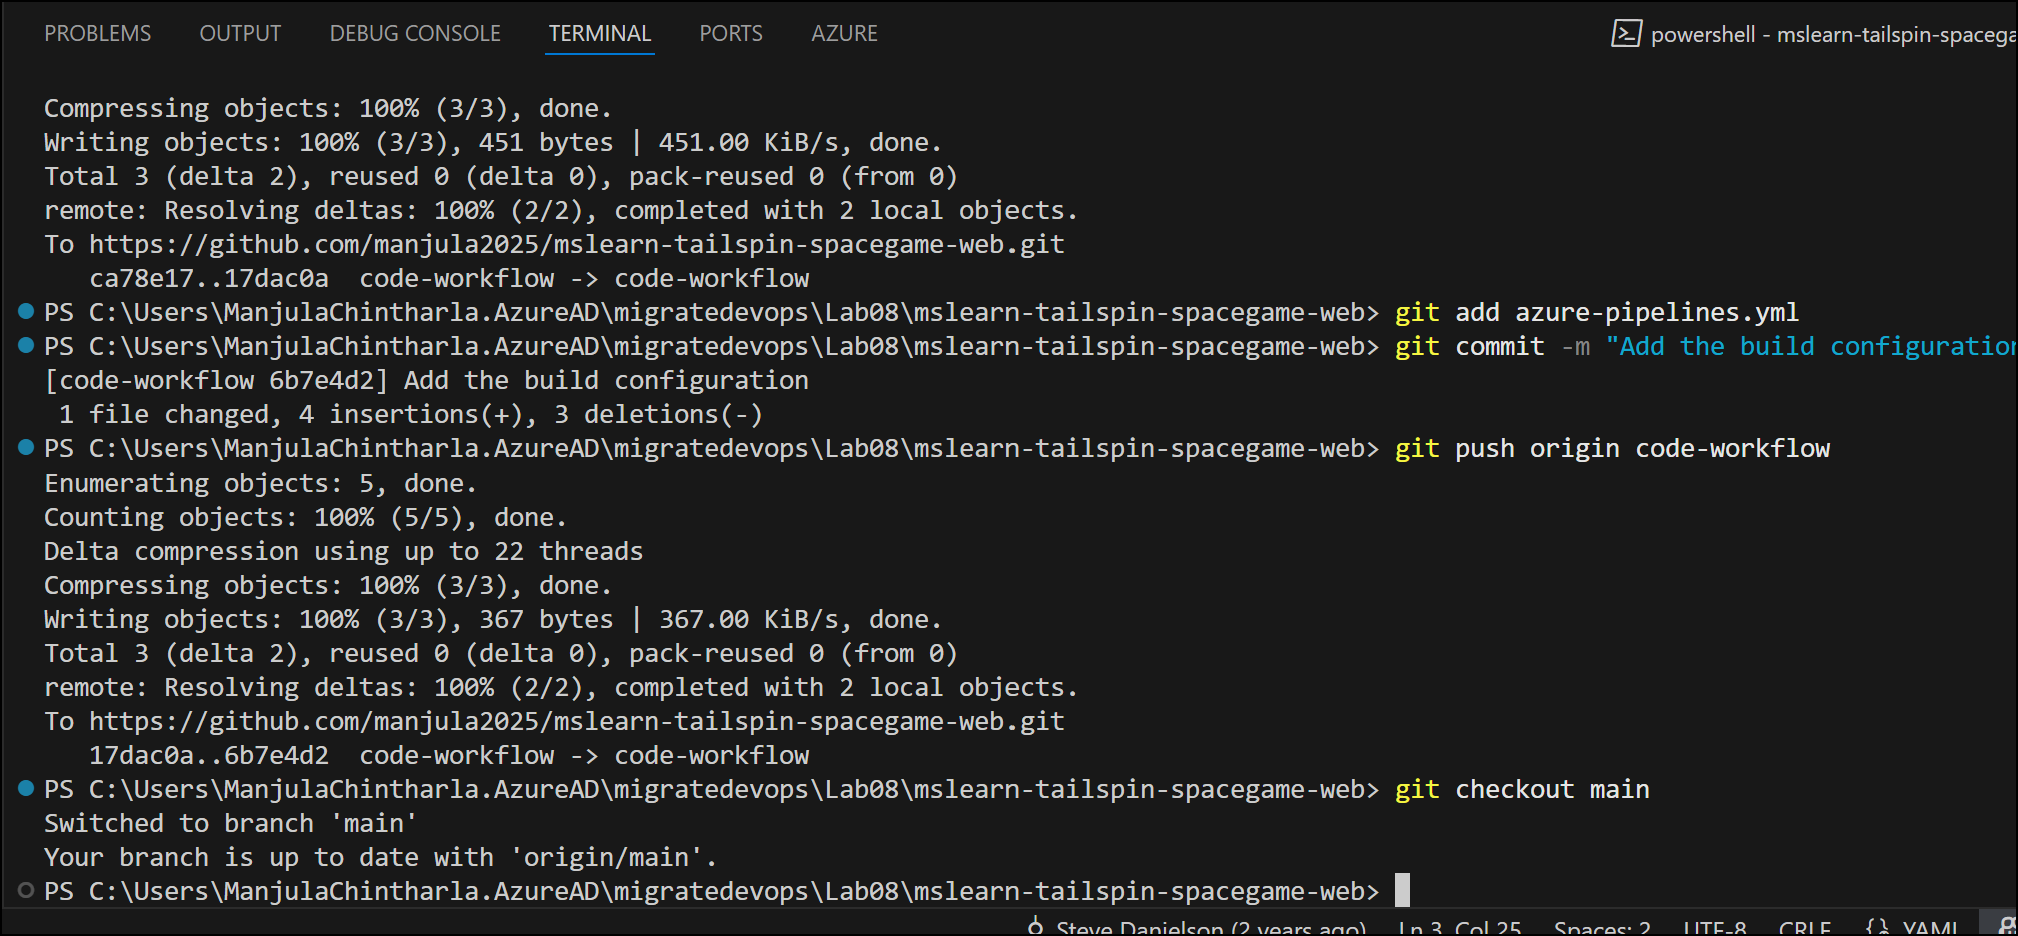 PROBLEMS OUTPUT DEBUG CONSOLE TERMINAL PORTS AZURE powershell - mslearn-tailspin-spacega
Compressing objects: 100% (3/3), done.
Writing objects: 100% (3/3), 451 bytes | 451.00 KiB/s, done.
Total 3 (delta 2), reused 0 (delta 0), pack-reused 0 (from 0)
remote: Resolving deltas: 100% (2/2), completed with 2 local objects.
To https://github.com/manjula2025/mslearn-tailspin-spacegame-web.git
   ca78e17..17dac0a  code-workflow -> code-workflow
PS C:\Users\ManjulaChintharla.AzureAD\migratedevops\Lab08\mslearn-tailspin-spacegame-web> git add azure-pipelines.yml
PS C:\Users\ManjulaChintharla.AzureAD\migratedevops\Lab08\mslearn-tailspin-spacegame-web> git commit -m "Add the build configuration
[code-workflow 6b7e4d2] Add the build configuration
 1 file changed, 4 insertions(+), 3 deletions(-)
PS C:\Users\ManjulaChintharla.AzureAD\migratedevops\Lab08\mslearn-tailspin-spacegame-web> git push origin code-workflow
Enumerating objects: 5, done.
Counting objects: 100% (5/5), done.
Delta compression using up to 22 threads
Compressing objects: 100% (3/3), done.
Writing objects: 100% (3/3), 367 bytes | 367.00 KiB/s, done.
Total 3 (delta 2), reused 0 (delta 0), pack-reused 0 (from 0)
remote: Resolving deltas: 100% (2/2), completed with 2 local objects.
To https://github.com/manjula2025/mslearn-tailspin-spacegame-web.git
   17dac0a..6b7e4d2  code-workflow -> code-workflow
PS C:\Users\ManjulaChintharla.AzureAD\migratedevops\Lab08\mslearn-tailspin-spacegame-web> git checkout main
Switched to branch 'main'
Your branch is up to date with 'origin/main'.
PS C:\Users\ManjulaChintharla.AzureAD\migratedevops\Lab08\mslearn-tailspin-spacegame-web>
Steve Danielson (2 years ago) Ln 3, Col 25 Spaces: 2 UTF-8 CRLF {} YAML